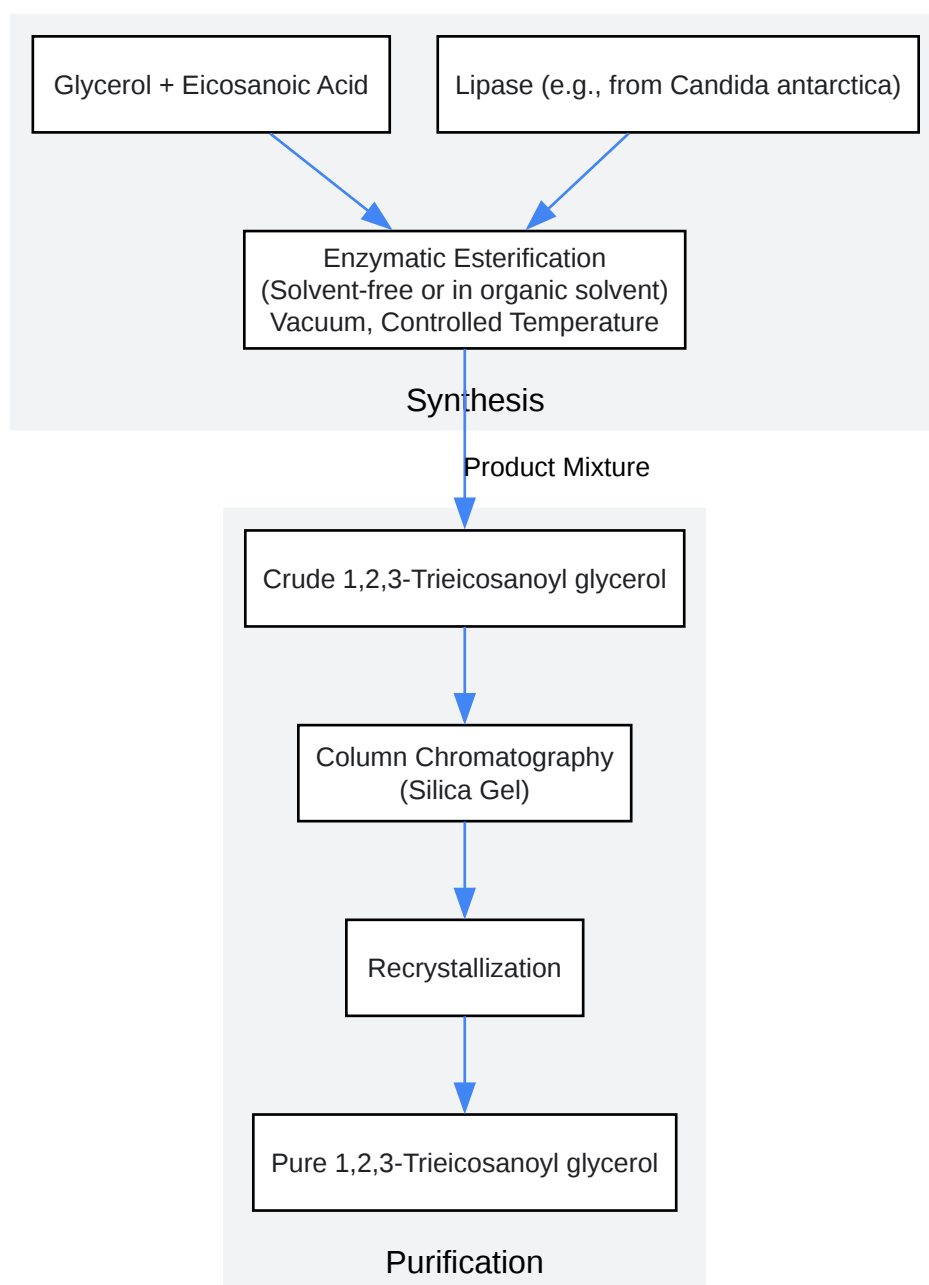 Glycerol + Eicosanoic Acid
Lipase (e.g., from Candida antarctica)
Enzymatic Esterification
(Solvent-free or in organic solvent)
Vacuum, Controlled Temperature
Synthesis
Product Mixture
Crude 1,2,3-Trieicosanoyl glycerol
Column Chromatography
(Silica Gel)
Recrystallization
Pure 1,2,3-Trieicosanoyl glycerol
Purification